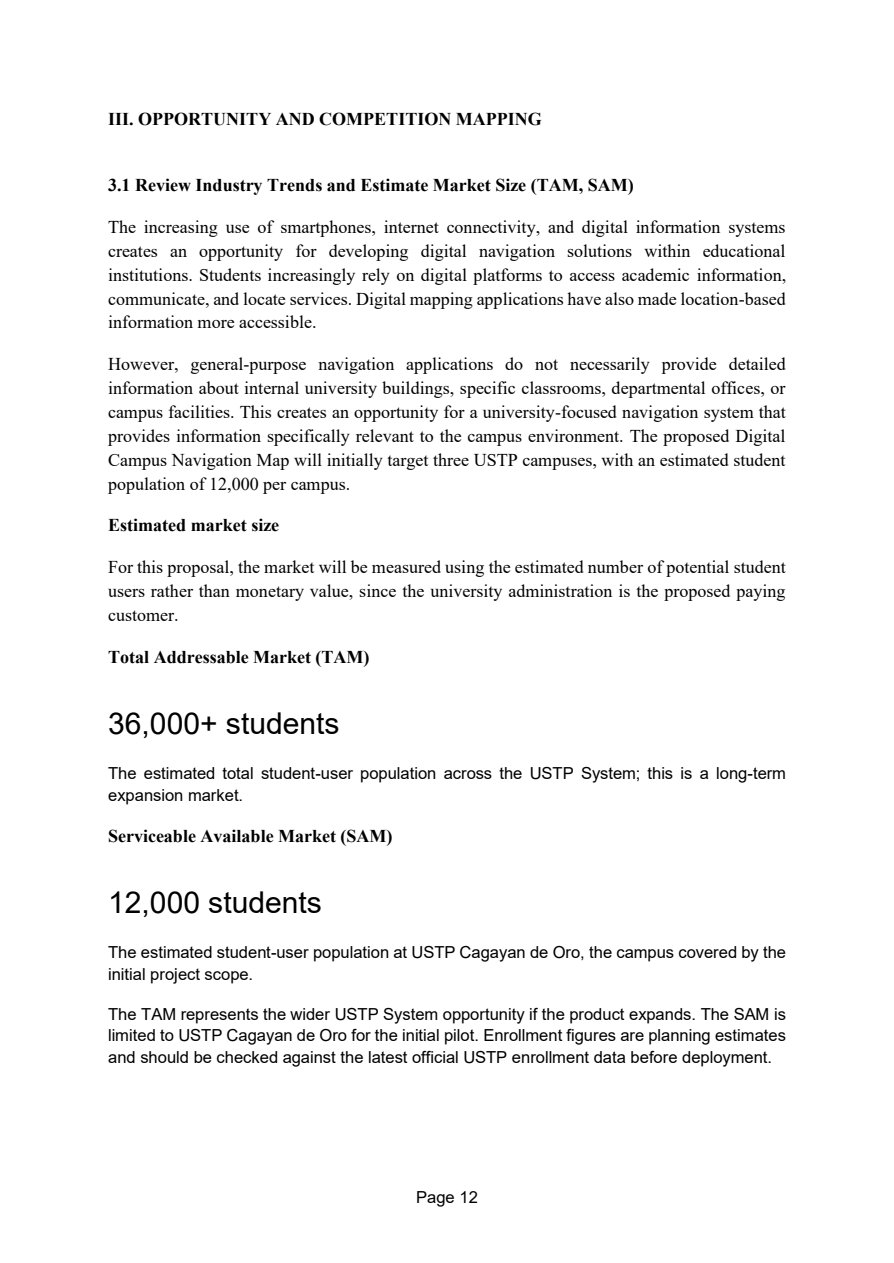 III. OPPORTUNITY AND COMPETITION MAPPING
3.1 Review Industry Trends and Estimate Market Size (TAM, SAM)
The increasing use of smartphones, internet connectivity, and digital information systems
creates an opportunity for developing digital navigation solutions within educational
institutions. Students increasingly rely on digital platforms to access academic information,
communicate, and locate services. Digital mapping applications have also made location-based
information more accessible.
However, general-purpose navigation applications do not necessarily provide detailed
information about internal university buildings, specific classrooms, departmental offices, or
campus facilities. This creates an opportunity for a university-focused navigation system that
provides information specifically relevant to the campus environment. The proposed Digital
Campus Navigation Map will initially target three USTP campuses, with an estimated student
population of 12,000 per campus.
Estimated market size
For this proposal, the market will be measured using the estimated number of potential student
users rather than monetary value, since the university administration is the proposed paying
customer.
Total Addressable Market (TAM)
36,000+ students
The estimated total student-user population across the USTP System; this is a long-term
expansion market.
Serviceable Available Market (SAM)
12,000 students
The estimated student-user population at USTP Cagayan de Oro, the campus covered by the
initial project scope.
The TAM represents the wider USTP System opportunity if the product expands. The SAM is
limited to USTP Cagayan de Oro for the initial pilot. Enrollment figures are planning estimates
and should be checked against the latest official USTP enrollment data before deployment.
Page 12